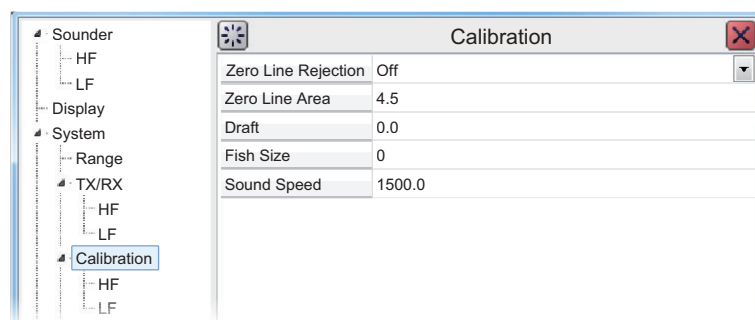 Sounder
HF
LF
Display
System
Range
TX/RX
HF
LF
Calibration
HF
LF
Calibration
Zero Line Rejection Off
Zero Line Area 4.5
Draft 0.0
Fish Size 0
Sound Speed 1500.0